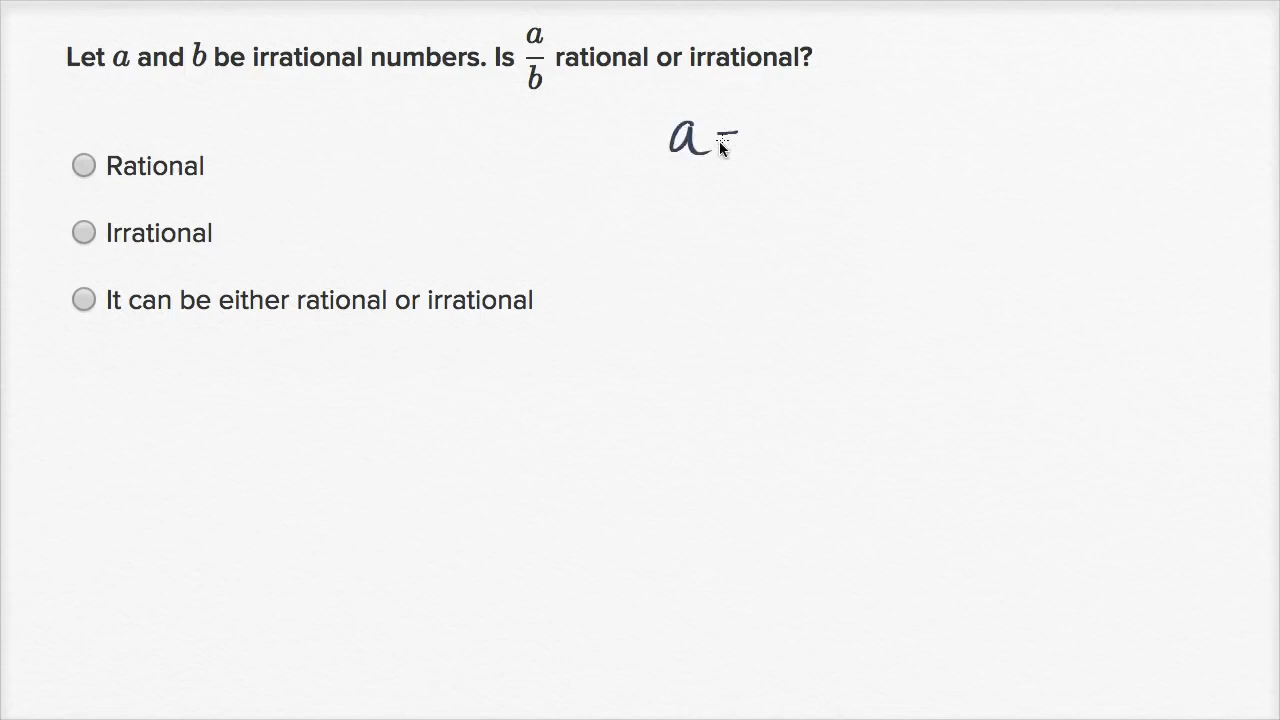 Let a and b be irrational numbers. Is a/b rational or irrational?
a =
Rational
Irrational
It can be either rational or irrational